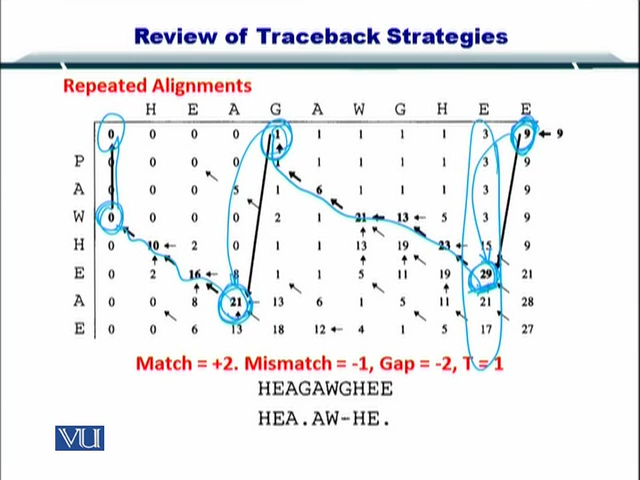 Review of Traceback Strategies
Repeated Alignments
H E A G A W G H E E
0 0 0 0 1 1 1 1 1 3 9 9
P 0 0 0 0 1 1 1 1 1 3 9
A 0 0 0 5 1 6 1 1 1 3 9
W 0 0 0 0 2 1 21 13 5 3 9
H 0 10 2 0 1 1 13 19 23 15 9
E 0 2 16 8 1 1 5 11 19 29 21
A 0 0 8 21 13 6 1 5 11 21 28
E 0 0 6 13 18 12 4 1 5 17 27
Match = +2. Mismatch = -1, Gap = -2, T = 1
HEAGAWGHEE
HEA.AW-HE.
VU